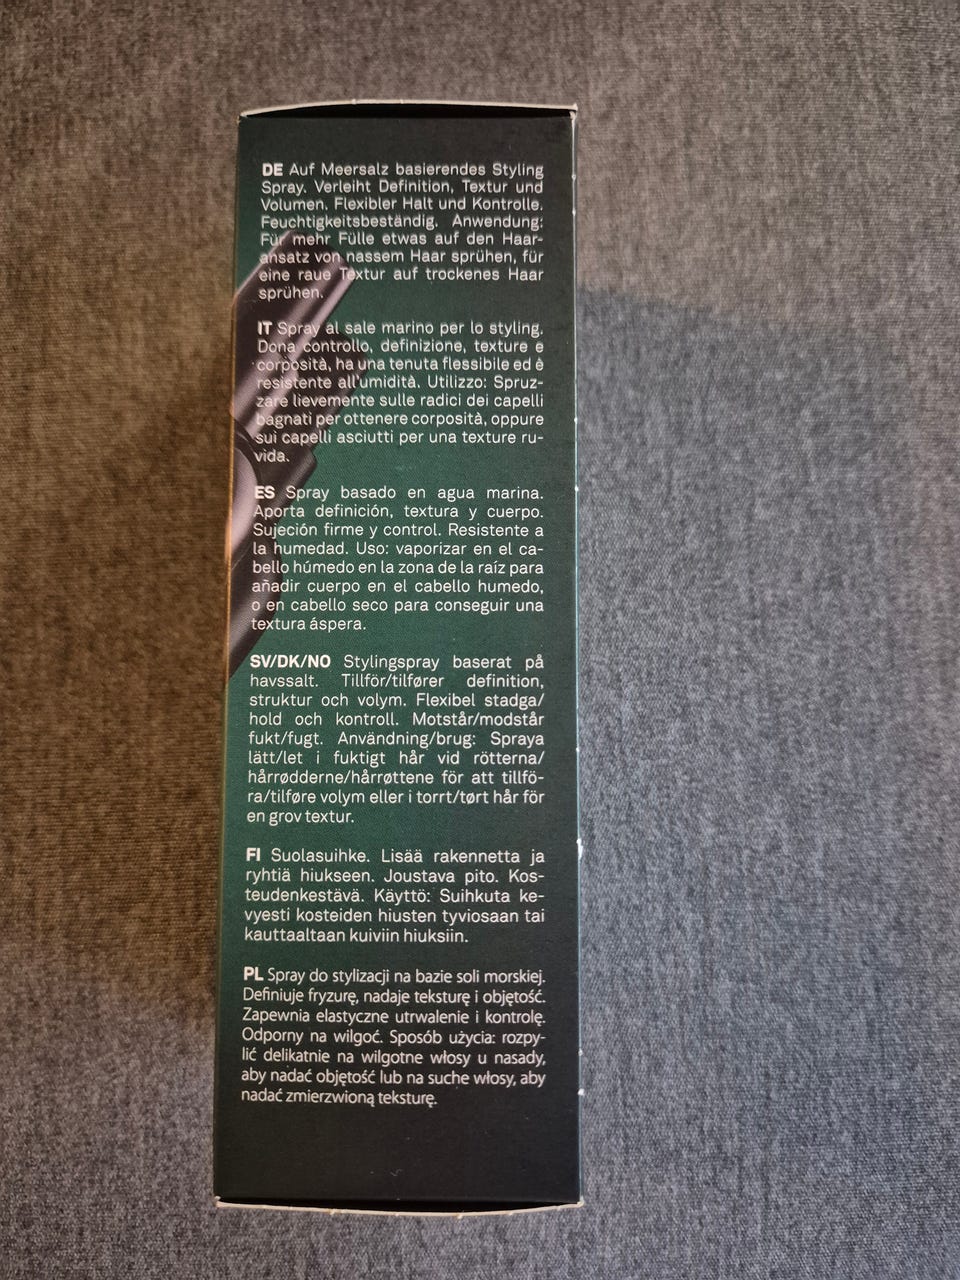 DE Auf Meersalz basierendes Styling
Spray. Verleiht Definition, Textur und
Volumen. Flexibler Halt und Kontrolle.
Feuchtigkeitsbeständig. Anwendung:
Für mehr Fülle etwas auf den Haar-
ansatz von nassem Haar sprühen, für
eine raue Textur auf trockenes Haar
sprühen.
IT Spray al sale marino per lo styling.
Dona controllo, definizione, texture e
corposità, ha una tenuta flessibile ed è
resistente all'umidità. Utilizzo: Spruz-
zare lievemente sulle radici dei capelli
bagnati per ottenere corposità, oppure
sui capelli asciutti per una texture ru-
vida.
ES Spray basado en agua marina.
Aporta definición, textura y cuerpo.
Sujeción firme y control. Resistente a
la humedad. Uso: vaporizar en el ca-
bello húmedo en la zona de la raíz para
añadir cuerpo en el cabello humedo,
o en cabello seco para conseguir una
textura áspera.
SV/DK/NO Stylingspray baserat på
havssalt. Tillför/tilfører definition,
struktur och volym. Flexibel stadga/
hold och kontroll. Motstår/modstår
fukt/fugt. Användning/brug: Spraya
lätt/let i fuktigt hår vid rötterna/
hårrødderne/hårrøttene för att tillfö-
ra/tilføre volym eller i torrt/tørt hår för
en grov textur.
FI Suolasuihke. Lisää rakennetta ja
ryhtiä hiukseen. Joustava pito. Kos-
teudenkestävä. Käyttö: Suihkuta ke-
vyesti kosteiden hiusten tyviosaan tai
kauttaaltaan kuiviin hiuksiin.
PL Spray do stylizacji na bazie soli morskiej.
Definiuje fryzurę, nadaje teksturę i objętość.
Zapewnia elastyczne utrwalenie i kontrolę.
Odporny na wilgoć. Sposób użycia: rozpy-
lić delikatnie na wilgotne włosy u nasady,
aby nadać objętość lub na suche włosy, aby
nadać zmierzwioną teksturę.